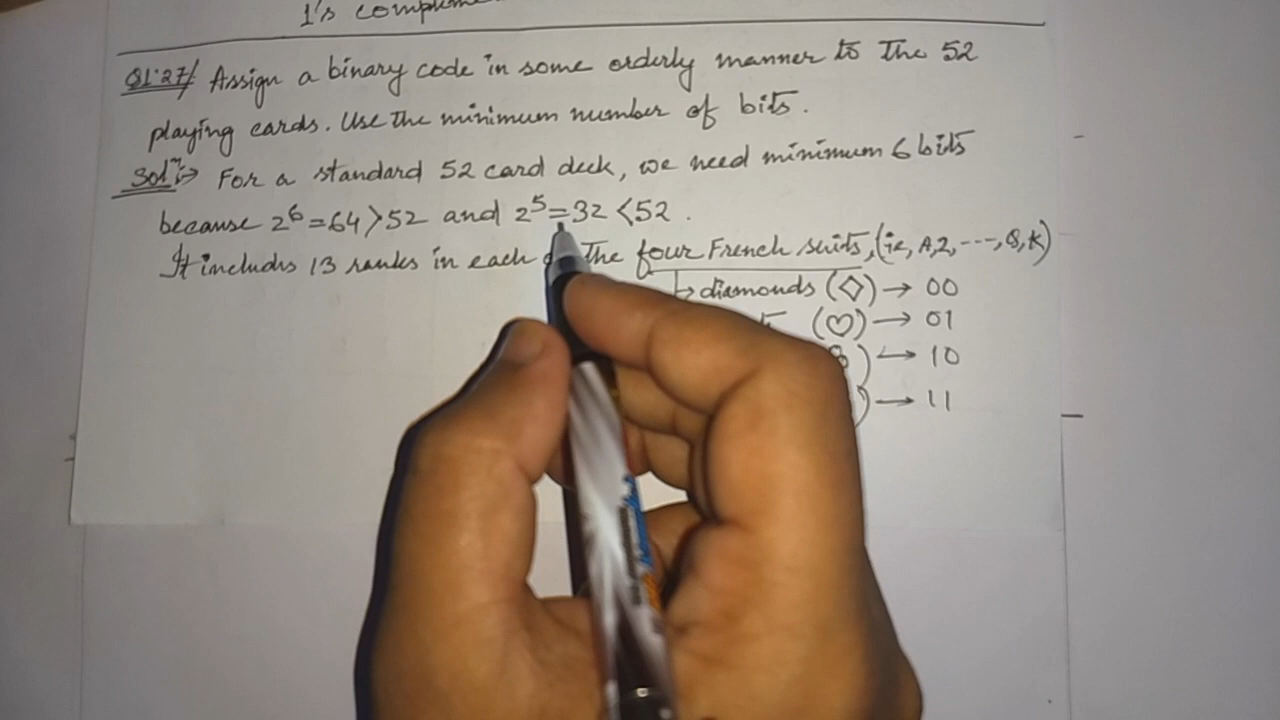 1's complime
Q1.27/ Assign a binary code in some orderly manner to the 52
playing cards. Use the minimum number of bits.
Solⁿ:→ For a standard 52 card deck, we need minimum 6 bits
because 2⁶=64>52 and 2⁵=32<52.
It includs 13 ranks in each the four French suits, (ie, A,2,---,Q,K)
↳ diamonds (◇) → 00
(♡) → 01
) → 10
) → 11